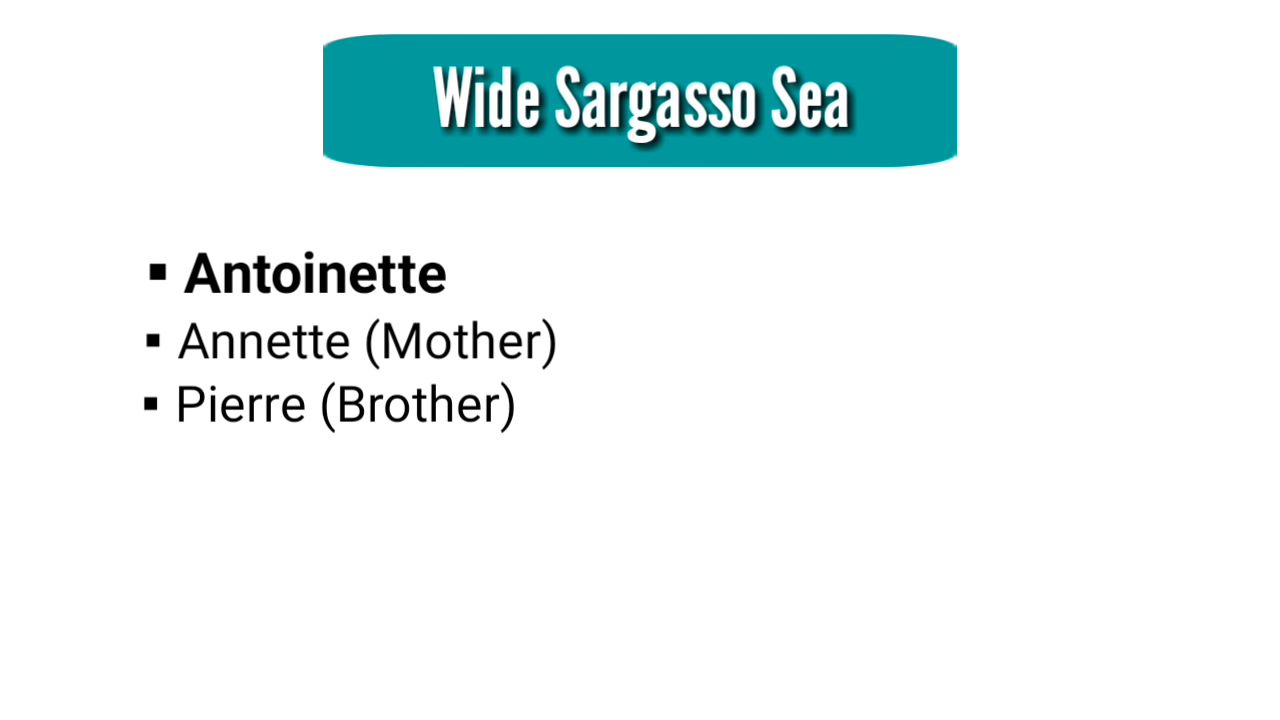 Wide Sargasso Sea
▪ Antoinette
▪ Annette (Mother)
▪ Pierre (Brother)